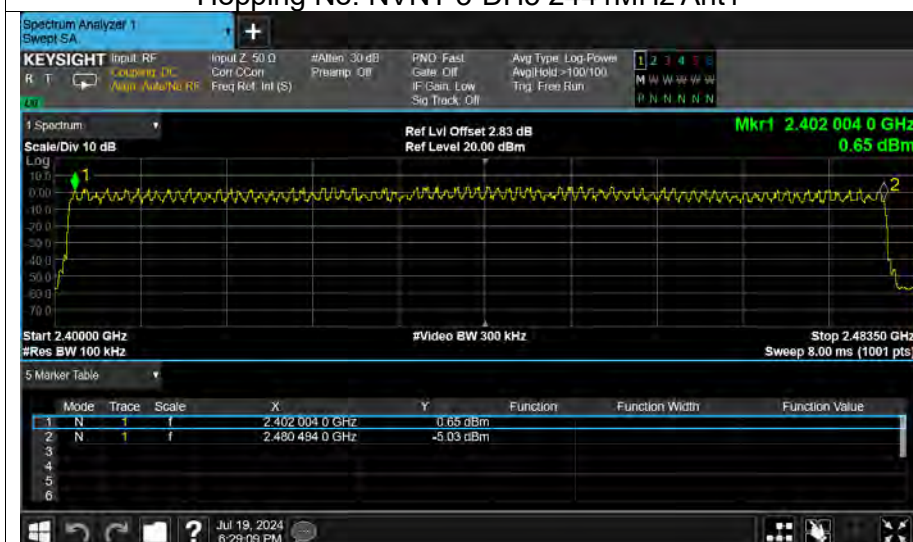 Hopping No. NVNT 3-DH5 2441MHz Ant1
Spectrum Analyzer 1
Swept SA
+
KEYSIGHT Input: RF Input Z: 50 Ω #Atten: 30 dB PNO: Fast Avg Type: Log-Power 1 2 3 4 5 6
R T Coupling: DC Corr CCorr Preamp: Off Gate: Off Avg|Hold: >100/100 M W W W W W
Align: Auto/No RF Freq Ref: Int (S) IF Gain: Low Trig: Free Run
Sig Track: Off P N N N N N
1 Spectrum Ref Lvl Offset 2.83 dB Mkr1 2.402 004 0 GHz
Scale/Div 10 dB Ref Level 20.00 dBm 0.65 dBm
Log
10.0 1
0.00 2
-10.0
-20.0
-30.0
-40.0
-50.0
-60.0
-70.0
Start 2.40000 GHz #Video BW 300 kHz Stop 2.48350 GHz
#Res BW 100 kHz Sweep 8.00 ms (1001 pts)
5 Marker Table
Mode Trace Scale X Y Function Function Width Function Value
1 N 1 f 2.402 004 0 GHz 0.65 dBm
2 N 1 f 2.480 494 0 GHz -5.03 dBm
3
4
5
6
? Jul 19, 2024
6:29:09 PM